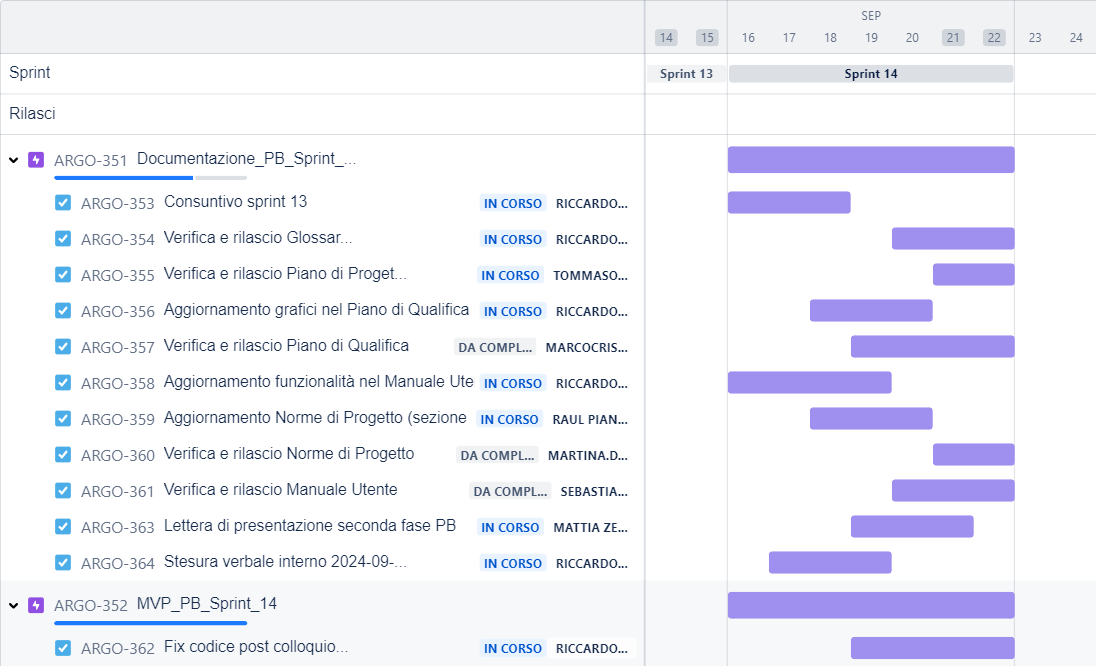 SEP
14 15 16 17 18 19 20 21 22 23 24
Sprint Sprint 13 Sprint 14
Rilasci
ARGO-351 Documentazione_PB_Sprint_...
ARGO-353 Consuntivo sprint 13 IN CORSO RICCARDO...
ARGO-354 Verifica e rilascio Glossar... IN CORSO RICCARDO...
ARGO-355 Verifica e rilascio Piano di Proget... IN CORSO TOMMASO...
ARGO-356 Aggiornamento grafici nel Piano di Qualifica IN CORSO RICCARDO...
ARGO-357 Verifica e rilascio Piano di Qualifica DA COMPL... MARCOCRIS...
ARGO-358 Aggiornamento funzionalità nel Manuale Ute IN CORSO RICCARDO...
ARGO-359 Aggiornamento Norme di Progetto (sezione IN CORSO RAUL PIAN...
ARGO-360 Verifica e rilascio Norme di Progetto DA COMPL... MARTINA.D...
ARGO-361 Verifica e rilascio Manuale Utente DA COMPL... SEBASTIA...
ARGO-363 Lettera di presentazione seconda fase PB IN CORSO MATTIA ZE...
ARGO-364 Stesura verbale interno 2024-09-... IN CORSO RICCARDO...
ARGO-352 MVP_PB_Sprint_14
ARGO-362 Fix codice post colloquio... IN CORSO RICCARDO...